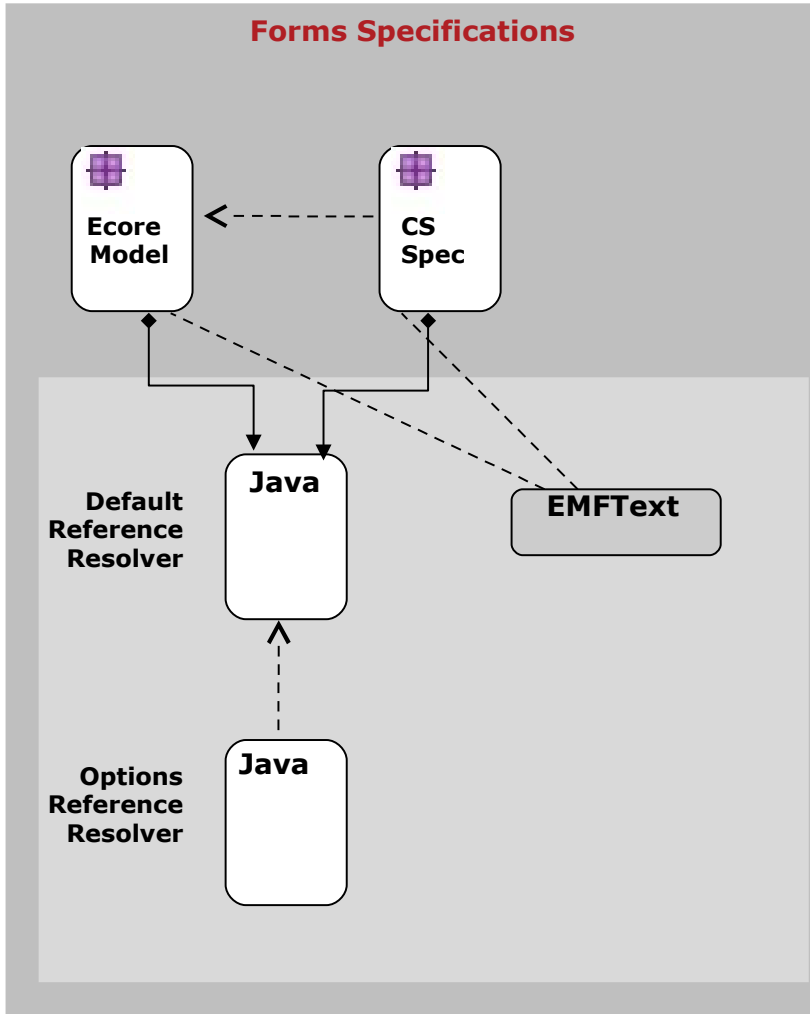 Forms Specifications
Ecore
Model
CS
Spec
Default
Reference
Resolver
Java
EMFText
Options
Reference
Resolver
Java